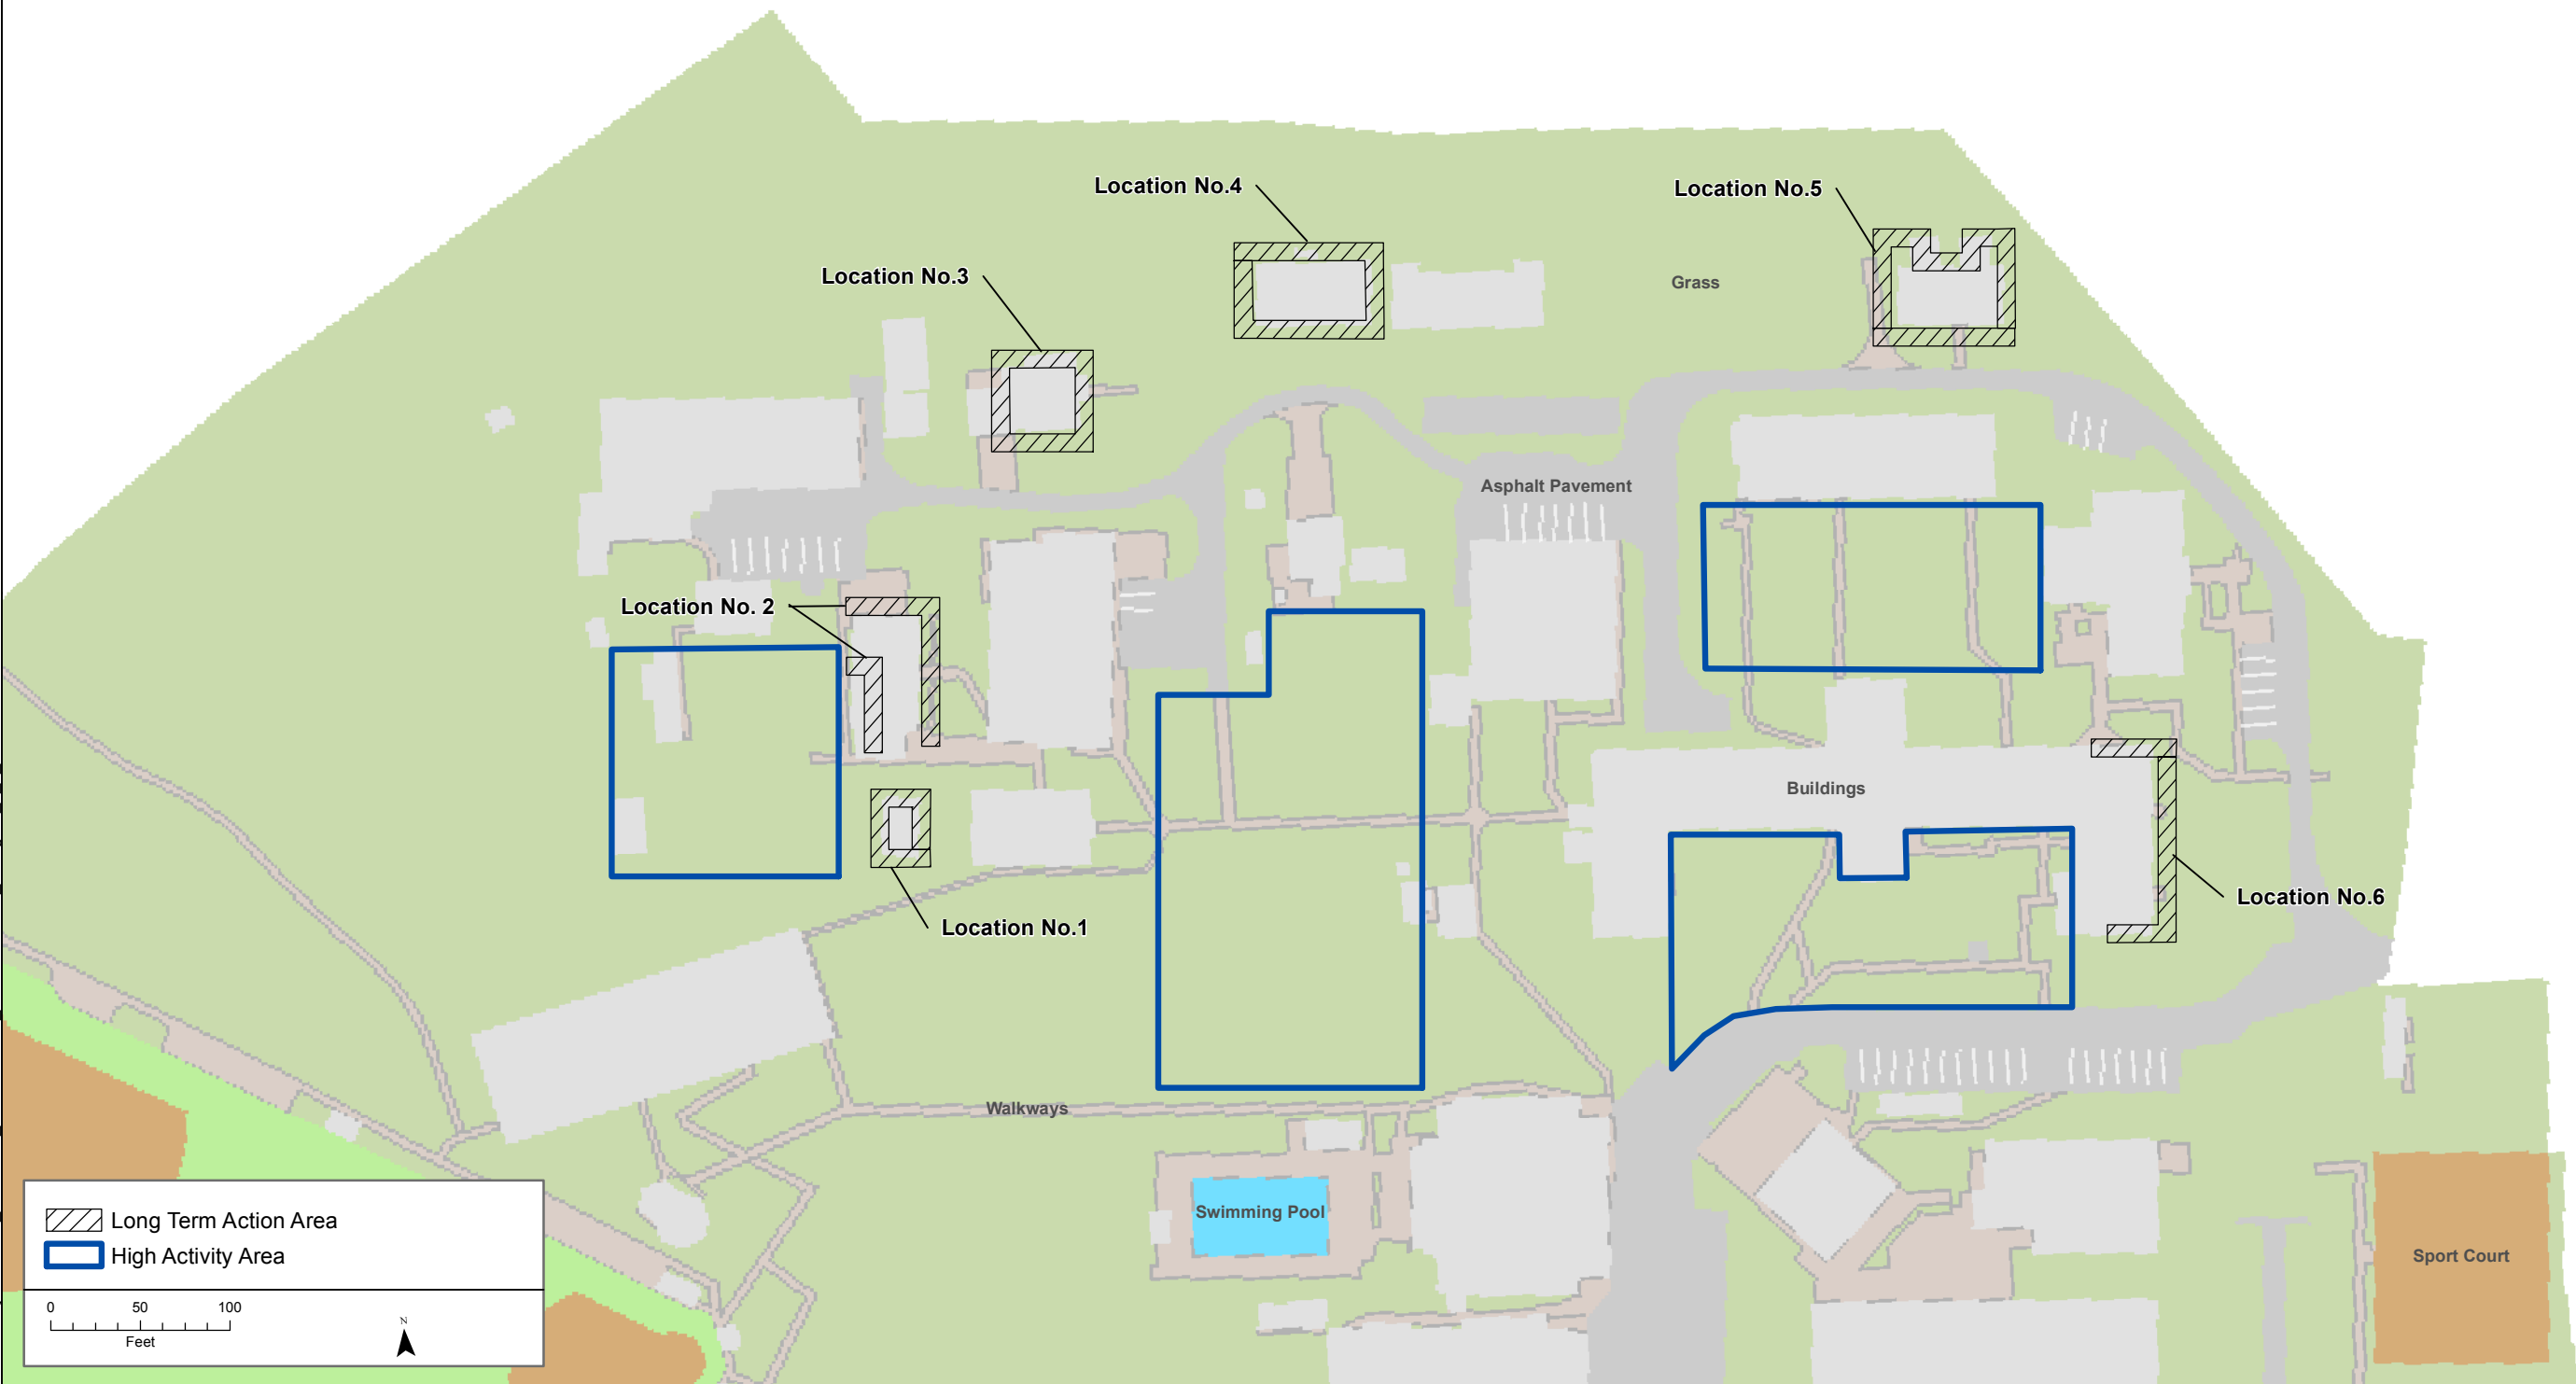 Location No.4
Location No.5
Location No.3
Grass
Asphalt Pavement
Location No. 2
Buildings
Location No.6
Location No.1
Walkways
Swimming Pool
Sport Court
Long Term Action Area
High Activity Area
0 50 100
Feet
N